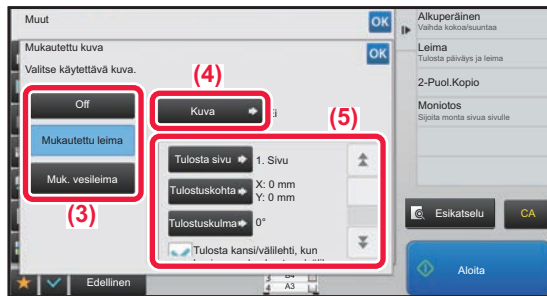 Muut
OK
Mukautettu kuva
OK
Valitse käytettävä kuva.
(4)
Off
Kuva
(5)
Mukautettu leima
Tulosta sivu
1. Sivu
Muk. vesileima
Tulostuskohta
X: 0 mm
Y: 0 mm
(3)
Tulostuskulma
0°
Tulosta kansi/välilehti, kun
Edellinen
B4
A3
Alkuperäinen
Vaihda kokoa/suuntaa
Leima
Tulosta päiväys ja leima
2-Puol.Kopio
Moniotos
Sijoita monta sivua sivulle
Esikatselu
CA
Aloita